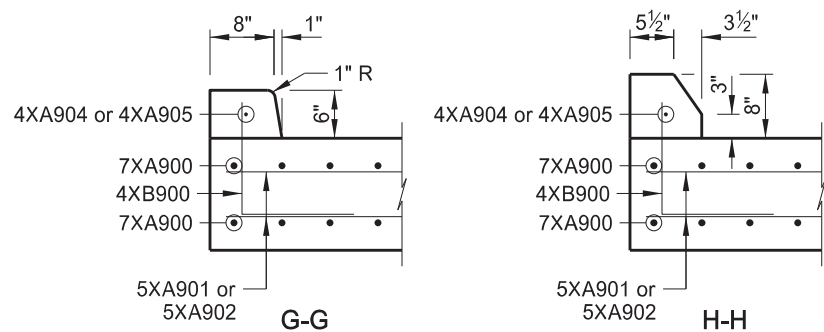 8"
1"
1" R
6"
4XA904 or 4XA905
7XA900
4XB900
7XA900
5XA901 or
5XA902
G-G
5½"
3½"
3"
8"
4XA904 or 4XA905
7XA900
4XB900
7XA900
5XA901 or
5XA902
H-H